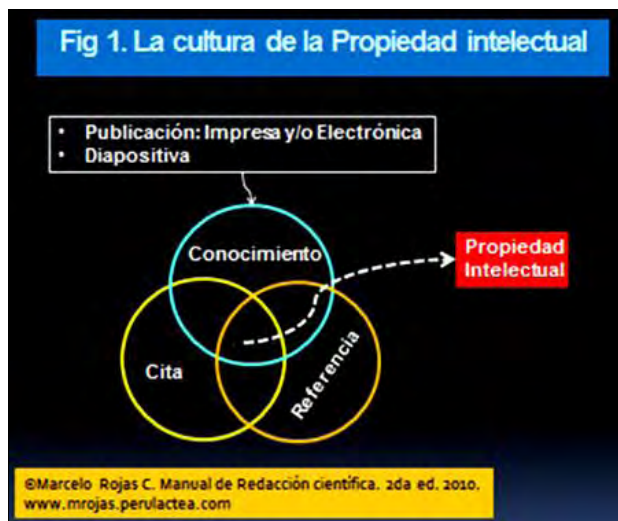 Fig 1. La cultura de la Propiedad intelectual
• Publicación: Impresa y/o Electrónica
• Diapositiva
Conocimiento
Propiedad
Intelectual
Cita
Referencia
©Marcelo Rojas C. Manual de Redacción científica. 2da ed. 2010.
www.mrojas.perulactea.com